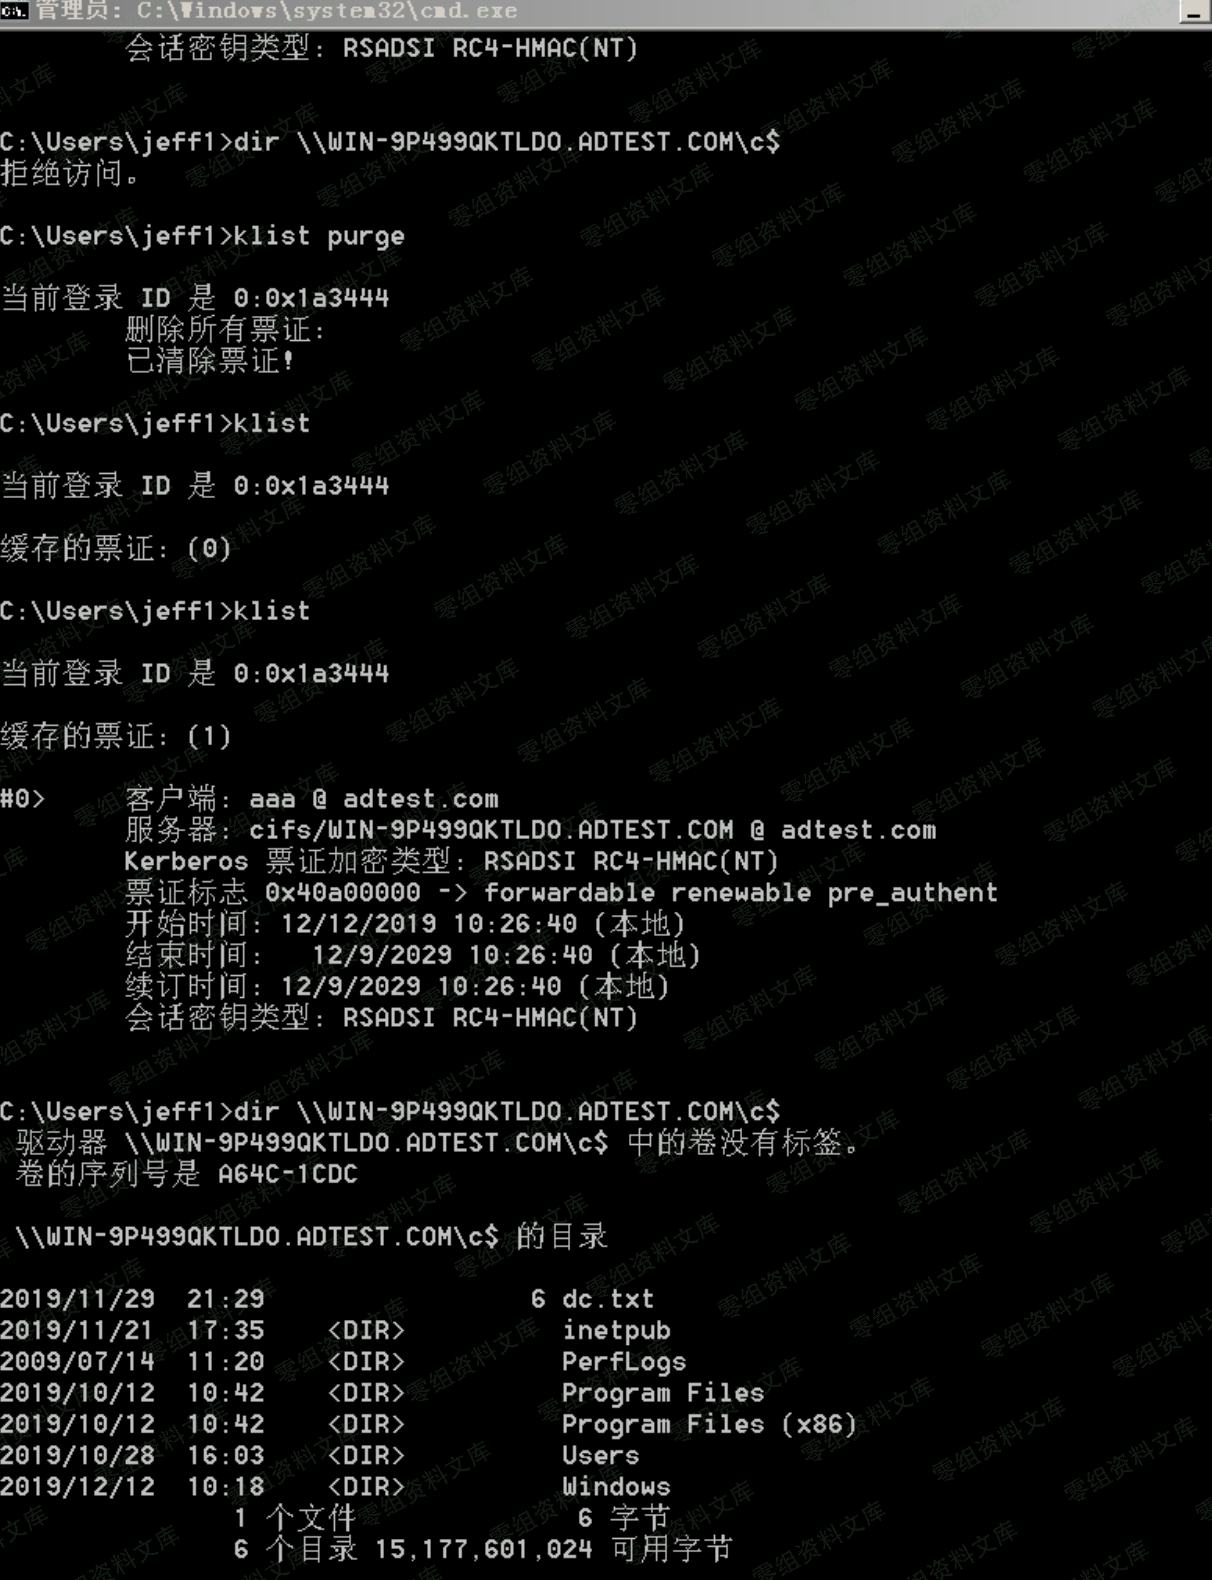 管理员: C:\Windows\system32\cmd.exe
会话密钥类型: RSADSI RC4-HMAC(NT)
C:\Users\jeff1>dir \\WIN-9P499QKTLDO.ADTEST.COM\c$
拒绝访问。
C:\Users\jeff1>klist purge
当前登录 ID 是 0:0x1a3444
删除所有票证:
已清除票证!
C:\Users\jeff1>klist
当前登录 ID 是 0:0x1a3444
缓存的票证: (0)
C:\Users\jeff1>klist
当前登录 ID 是 0:0x1a3444
缓存的票证: (1)
#0> 客户端: aaa @ adtest.com
服务器: cifs/WIN-9P499QKTLDO.ADTEST.COM @ adtest.com
Kerberos 票证加密类型: RSADSI RC4-HMAC(NT)
票证标志 0x40a00000 -> forwardable renewable pre_authent
开始时间: 12/12/2019 10:26:40 (本地)
结束时间: 12/9/2029 10:26:40 (本地)
续订时间: 12/9/2029 10:26:40 (本地)
会话密钥类型: RSADSI RC4-HMAC(NT)
C:\Users\jeff1>dir \\WIN-9P499QKTLDO.ADTEST.COM\c$
驱动器 \\WIN-9P499QKTLDO.ADTEST.COM\c$ 中的卷没有标签。
卷的序列号是 A64C-1CDC
\\WIN-9P499QKTLDO.ADTEST.COM\c$ 的目录
2019/11/29 21:29 6 dc.txt
2019/11/21 17:35 <DIR> inetpub
2009/07/14 11:20 <DIR> PerfLogs
2019/10/12 10:42 <DIR> Program Files
2019/10/12 10:42 <DIR> Program Files (x86)
2019/10/28 16:03 <DIR> Users
2019/12/12 10:18 <DIR> Windows
1 个文件 6 字节
6 个目录 15,177,601,024 可用字节
零组资料文库